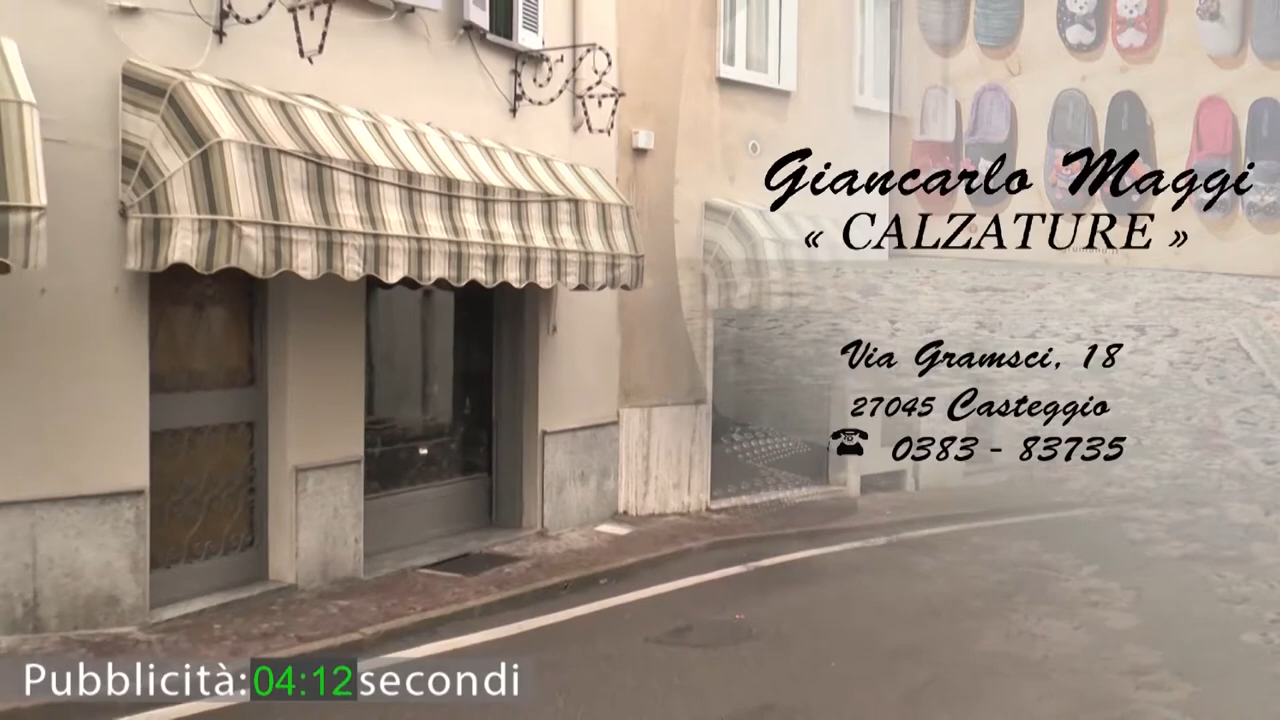 Giancarlo Maggi
« CALZATURE »
Via Gramsci, 18
27045 Casteggio
☎ 0383 - 83735
Pubblicità: 04:12 secondi